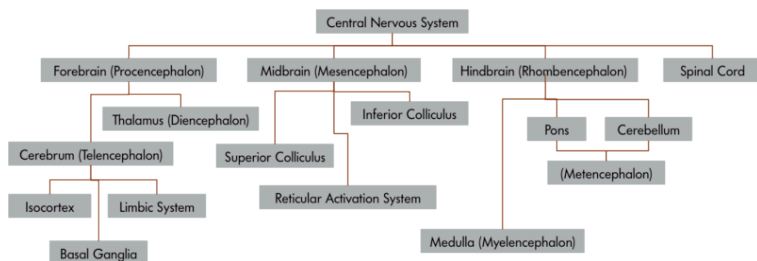 Central Nervous System
Forebrain (Procencephalon)
Midbrain (Mesencephalon)
Hindbrain (Rhombencephalon)
Spinal Cord
Thalamus (Diencephalon)
Inferior Colliculus
Pons
Cerebellum
Cerebrum (Telencephalon)
Superior Colliculus
(Metencephalon)
Reticular Activation System
Isocortex
Limbic System
Medulla (Myelencephalon)
Basal Ganglia